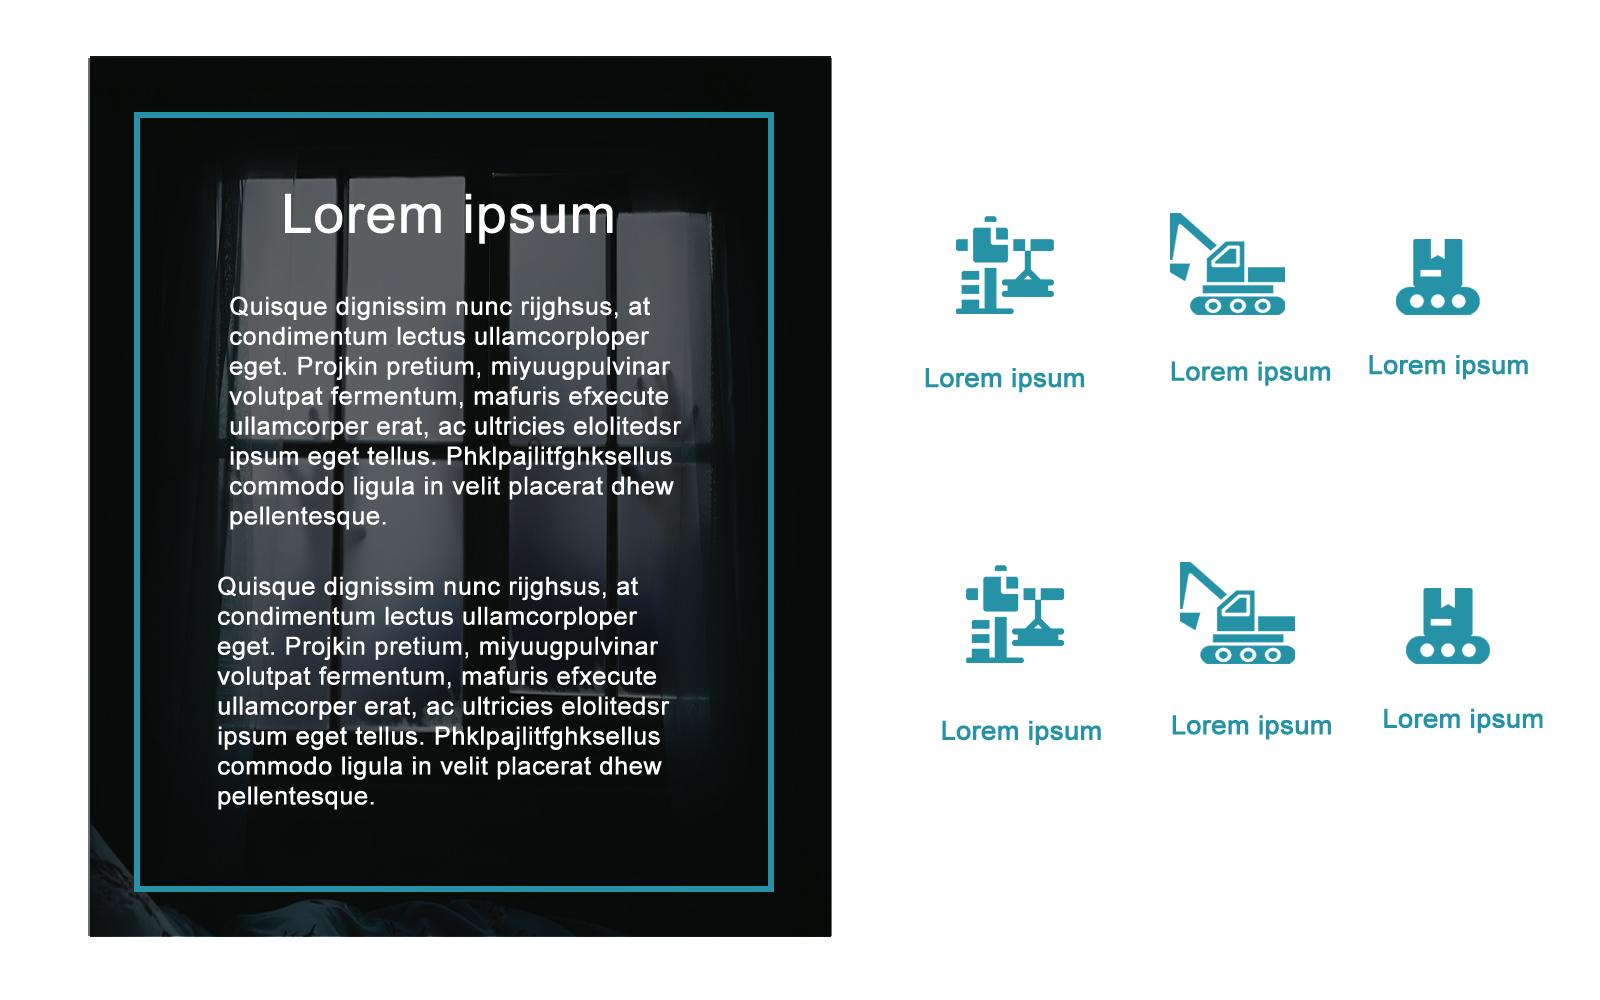 Lorem ipsum
Quisque dignissim nunc rijghsus, at
condimentum lectus ullamcorploper
eget. Projkin pretium, miyuugpulvinar
volutpat fermentum, mafuris efxecute
ullamcorper erat, ac ultricies elolitedsr
ipsum eget tellus. Phklpajlitfghksellus
commodo ligula in velit placerat dhew
pellentesque.
Quisque dignissim nunc rijghsus, at
condimentum lectus ullamcorploper
eget. Projkin pretium, miyuugpulvinar
volutpat fermentum, mafuris efxecute
ullamcorper erat, ac ultricies elolitedsr
ipsum eget tellus. Phklpajlitfghksellus
commodo ligula in velit placerat dhew
pellentesque.
Lorem ipsum
Lorem ipsum
Lorem ipsum
Lorem ipsum
Lorem ipsum
Lorem ipsum